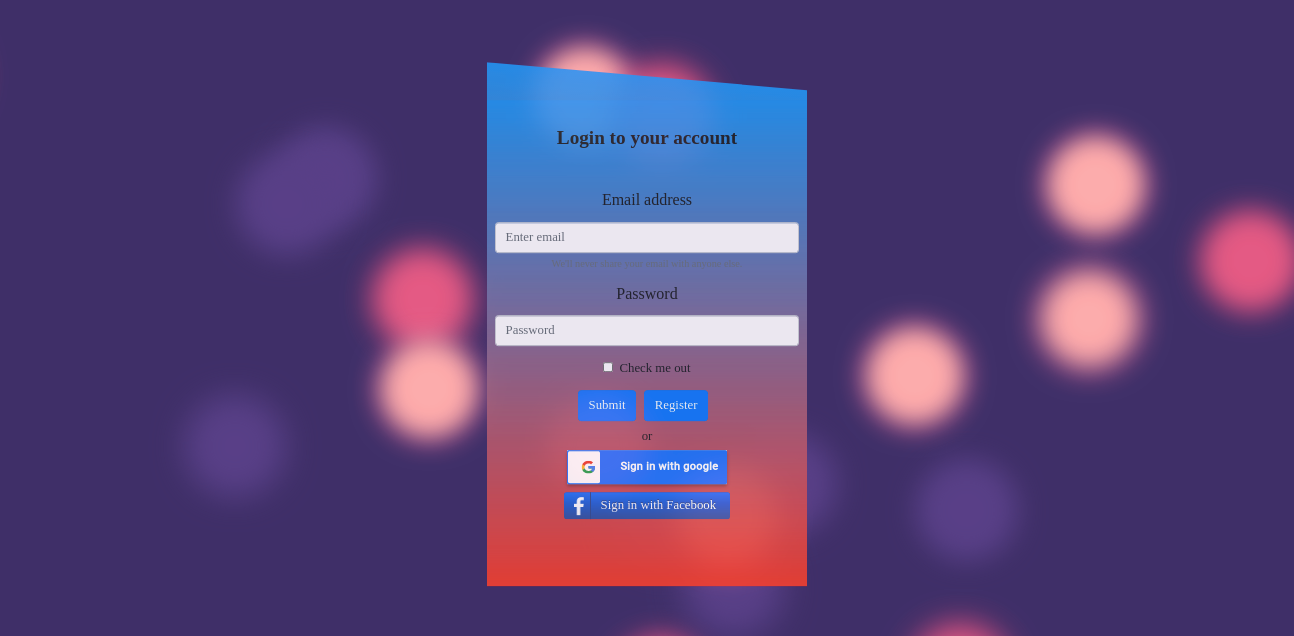 Login to your account
Email address
Enter email
We'll never share your email with anyone else.
Password
Password
Check me out
Submit Register
or
Sign in with google
Sign in with Facebook